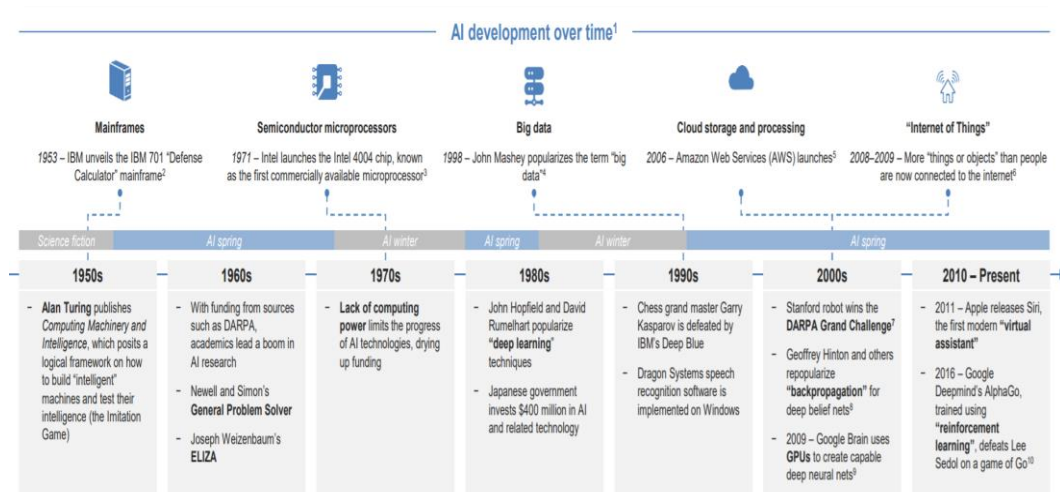 AI development over time1
Mainframes
1953 – IBM unveils the IBM 701 “Defense
Calculator” mainframe2
Semiconductor microprocessors
1971 – Intel launches the Intel 4004 chip, known
as the first commercially available microprocessor3
Big data
1998 – John Mashey popularizes the term “big
data”4
Cloud storage and processing
2006 – Amazon Web Services (AWS) launches5
“Internet of Things”
2008-2009 – More “things or objects” than people
are now connected to the internet6
Science fiction
AI spring
AI winter
AI spring
AI winter
AI spring
1950s
– Alan Turing publishes
Computing Machinery and
Intelligence, which posits a
logical framework on how
to build “intelligent”
machines and test their
intelligence (the Imitation
Game)
1960s
– With funding from sources
such as DARPA,
academics lead a boom in
AI research
– Newell and Simon’s
General Problem Solver
– Joseph Weizenbaum’s
ELIZA
1970s
– Lack of computing
power limits the progress
of AI technologies, drying
up funding
1980s
– John Hopfield and David
Rumelhart popularize
“deep learning”
techniques
– Japanese government
invests $400 million in AI
and related technology
1990s
– Chess grand master Garry
Kasparov is defeated by
IBM’s Deep Blue
– Dragon Systems speech
recognition software is
implemented on Windows
2000s
– Stanford robot wins the
DARPA Grand Challenge7
– Geoffrey Hinton and others
repopularize
“backpropagation” for
deep belief nets8
– 2009 – Google Brain uses
GPUs to create capable
deep neural nets9
2010 – Present
– 2011 – Apple releases Siri,
the first modern “virtual
assistant”
– 2016 – Google
Deepmind’s AlphaGo,
trained using
“reinforcement
learning”, defeats Lee
Sedol on a game of Go10